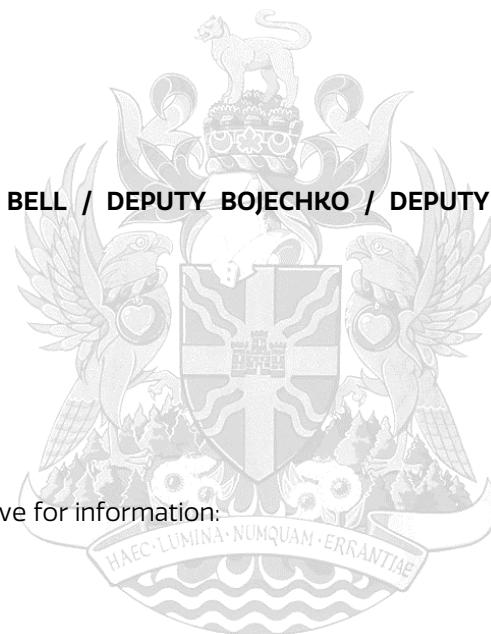 BELL / DEPUTY BOJECHKO / DEPUTY
ve for information:
HAEC · LUMINA · NUMQUAM · ERRANTIAE